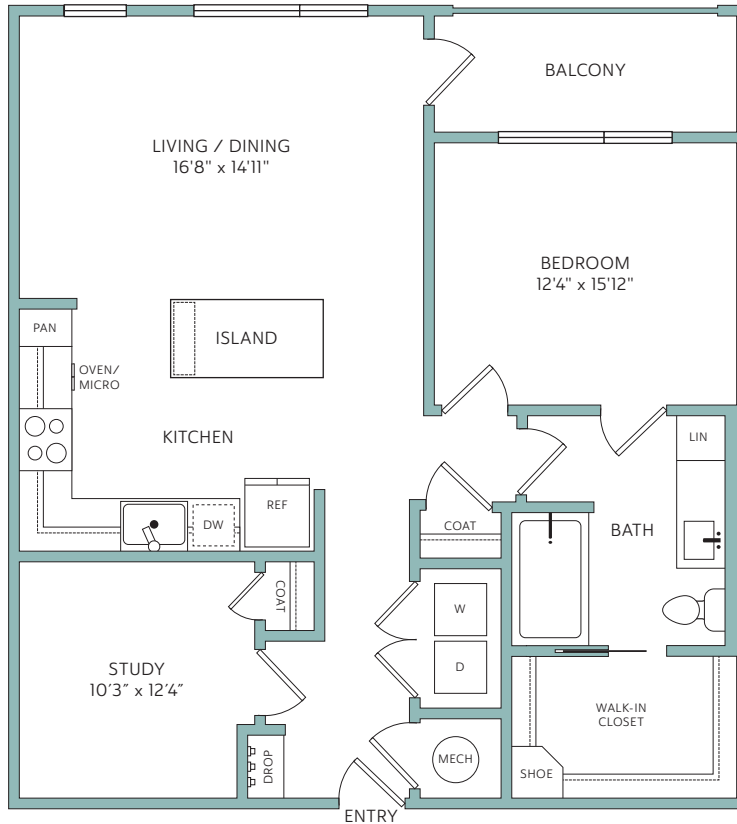 BALCONY
LIVING / DINING
16'8" x 14'11"
BEDROOM
12'4" x 15'12"
PAN
ISLAND
OVEN/
MICRO
KITCHEN
LIN
REF
DW
COAT
BATH
COAT
W
D
STUDY
10'3" x 12'4"
WALK-IN
CLOSET
DROP
MECH
SHOE
ENTRY